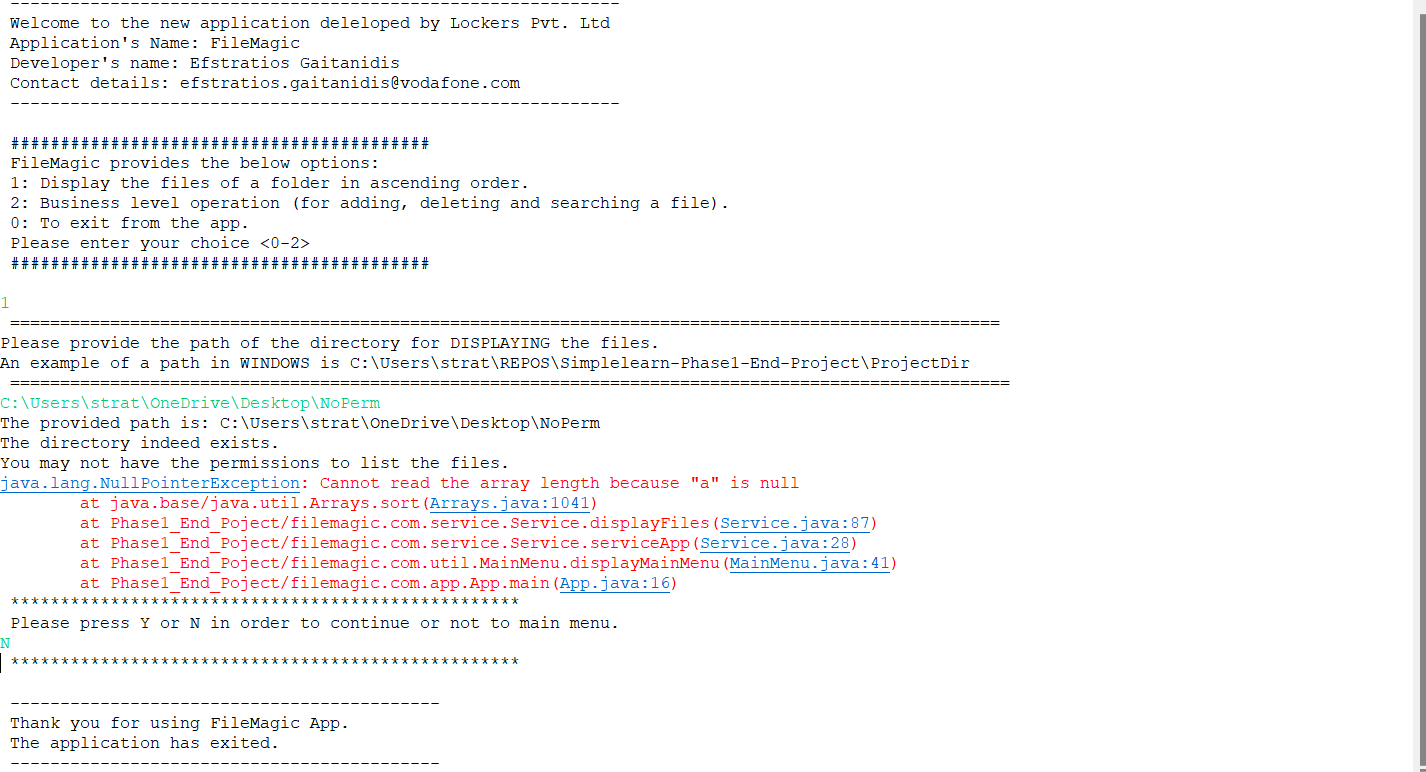 -------------------------------------------------------------
Welcome to the new application deleloped by Lockers Pvt. Ltd
Application's Name: FileMagic
Developer's name: Efstratios Gaitanidis
Contact details: efstratios.gaitanidis@vodafone.com
-------------------------------------------------------------
##########################################
FileMagic provides the below options:
1: Display the files of a folder in ascending order.
2: Business level operation (for adding, deleting and searching a file).
0: To exit from the app.
Please enter your choice <0-2>
##########################################
1
===================================================================================================
Please provide the path of the directory for DISPLAYING the files.
An example of a path in WINDOWS is C:\Users\strat\REPOS\Simplelearn-Phase1-End-Project\ProjectDir
====================================================================================================
C:\Users\strat\OneDrive\Desktop\NoPerm
The provided path is: C:\Users\strat\OneDrive\Desktop\NoPerm
The directory indeed exists.
You may not have the permissions to list the files.
java.lang.NullPointerException: Cannot read the array length because "a" is null
at java.base/java.util.Arrays.sort(Arrays.java:1041)
at Phase1_End_Poject/filemagic.com.service.Service.displayFiles(Service.java:87)
at Phase1_End_Poject/filemagic.com.service.Service.serviceApp(Service.java:28)
at Phase1_End_Poject/filemagic.com.util.MainMenu.displayMainMenu(MainMenu.java:41)
at Phase1_End_Poject/filemagic.com.app.App.main(App.java:16)
***************************************************
Please press Y or N in order to continue or not to main menu.
N
***************************************************
-------------------------------------------
Thank you for using FileMagic App.
The application has exited.
-------------------------------------------